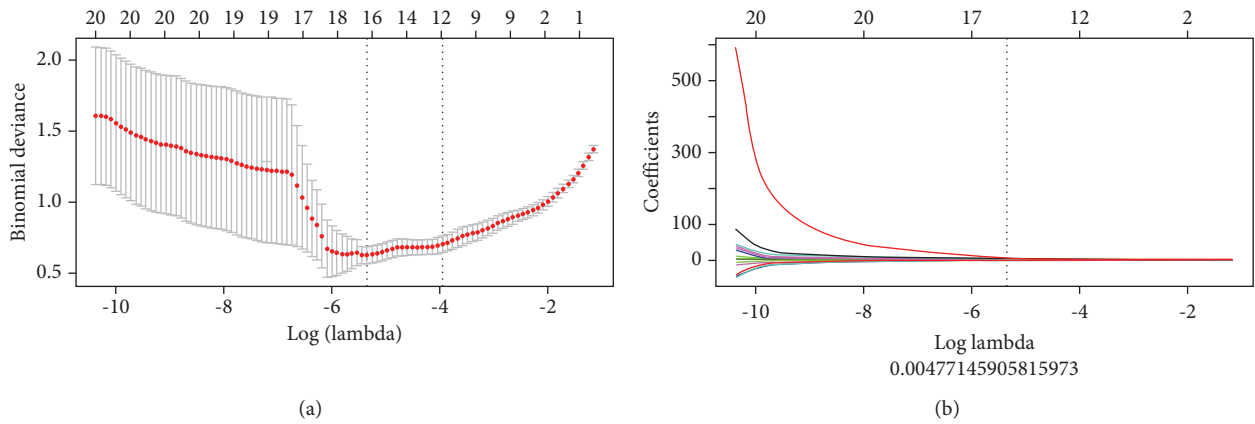 20 20 20 20 19 19 17 18 16 14 12 9 9 2 1
2.0
1.5
1.0
0.5
Binomial deviance
-10 -8 -6 -4 -2
Log (lambda)
(a)
20 20 17 12 2
500
300
100
0
Coefficients
-10 -8 -6 -4 -2
Log lambda
0.00477145905815973
(b)